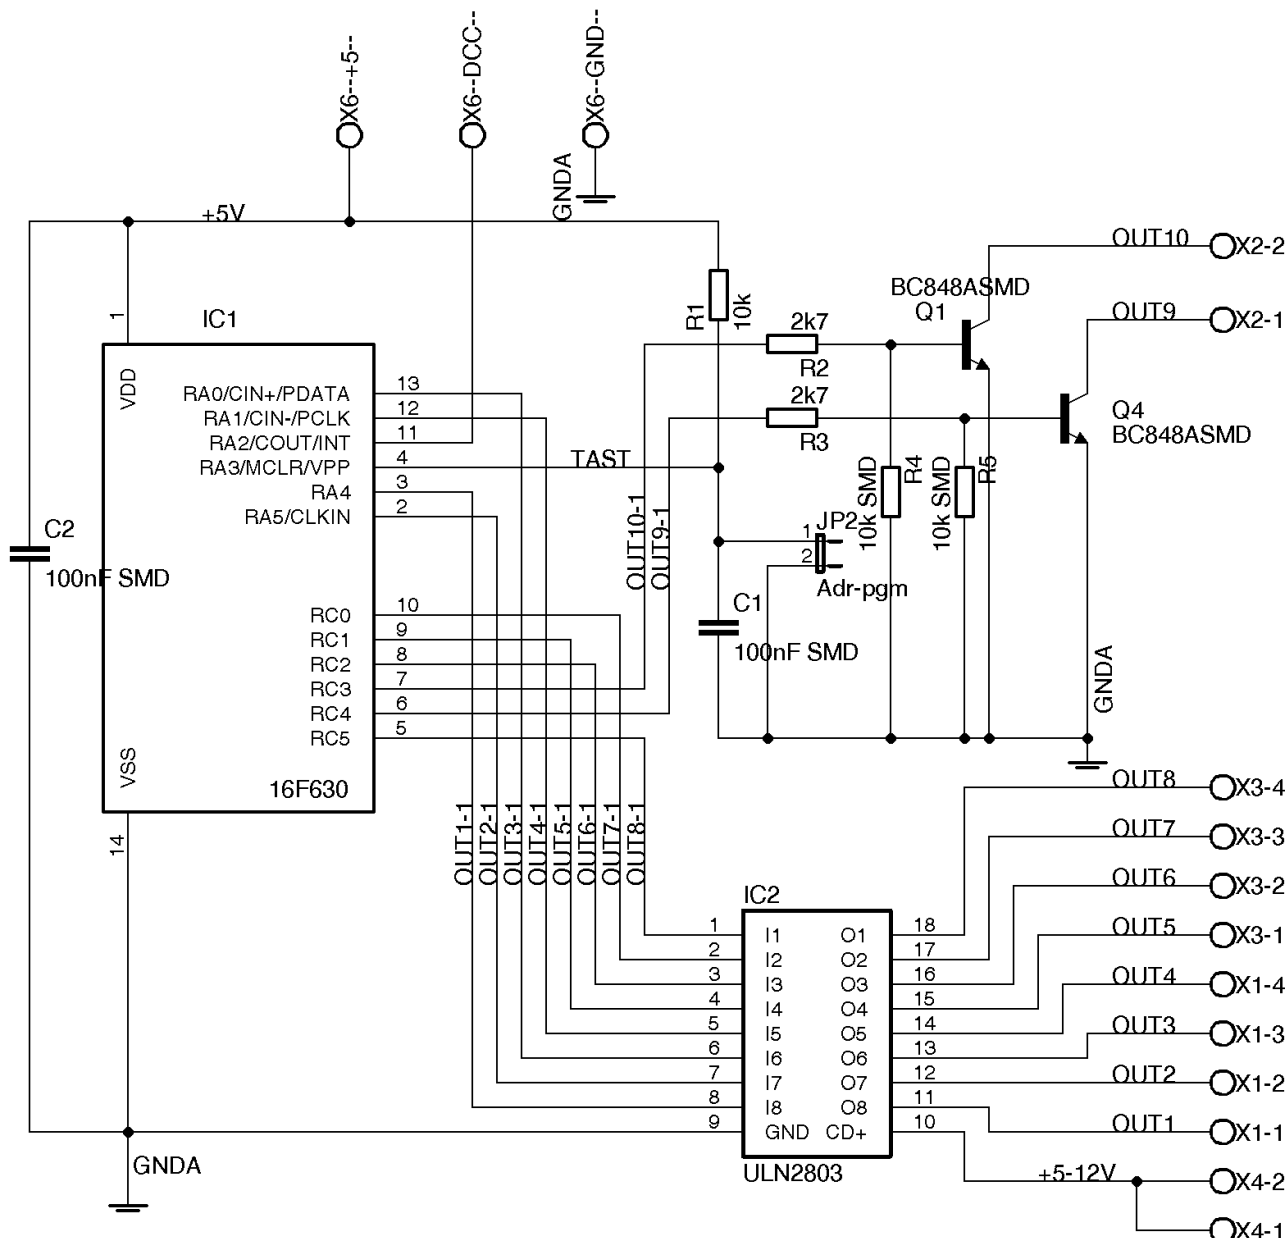 X6--+5--
X6--DCC--
X6--GND--
GNDA
+5V
OUT10
X2-2
BC848ASMD
Q1
OUT9
X2-1
1
IC1
R1
10k
2k7
R2
VDD
RA0/CIN+/PDATA
13
RA1/CIN-/PCLK
12
RA2/COUT/INT
11
RA3/MCLR/VPP
4
RA4
3
RA5/CLKIN
2
2k7
R3
Q4
BC848ASMD
TAST
10k SMD
R4
10k SMD
R5
OUT10-1
OUT9-1
JP2
1
2
Adr-pgm
C2
100nF SMD
C1
100nF SMD
RC0
10
RC1
9
RC2
8
RC3
7
RC4
6
RC5
5
GNDA
VSS
16F630
14
OUT1-1
OUT2-1
OUT3-1
OUT4-1
OUT5-1
OUT6-1
OUT7-1
OUT8-1
OUT8
X3-4
OUT7
X3-3
OUT6
X3-2
OUT5
X3-1
OUT4
X1-4
OUT3
X1-3
OUT2
X1-2
OUT1
X1-1
IC2
1 I1 O1 18
2 I2 O2 17
3 I3 O3 16
4 I4 O4 15
5 I5 O5 14
6 I6 O6 13
7 I7 O7 12
8 I8 O8 11
9 GND CD+ 10
ULN2803
GNDA
+5-12V
X4-2
X4-1